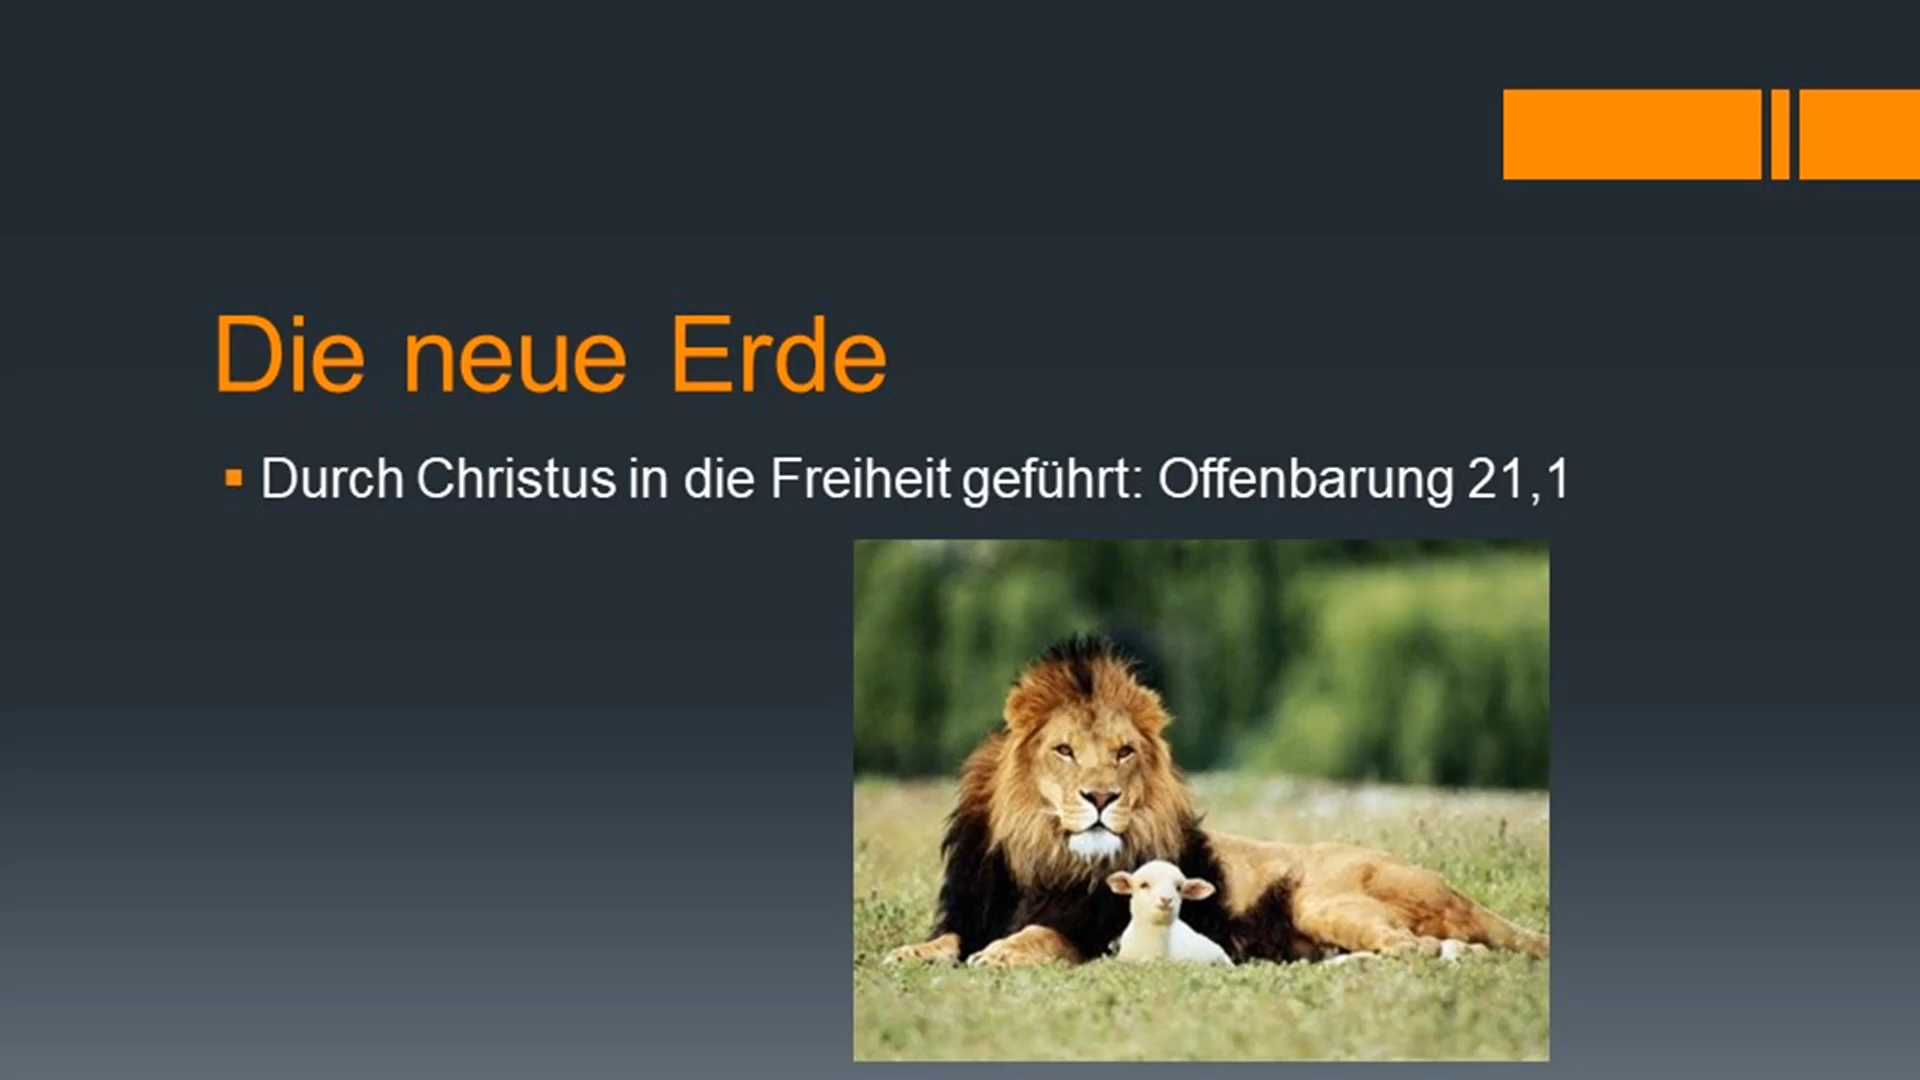 Die neue Erde
Durch Christus in die Freiheit geführt: Offenbarung 21,1